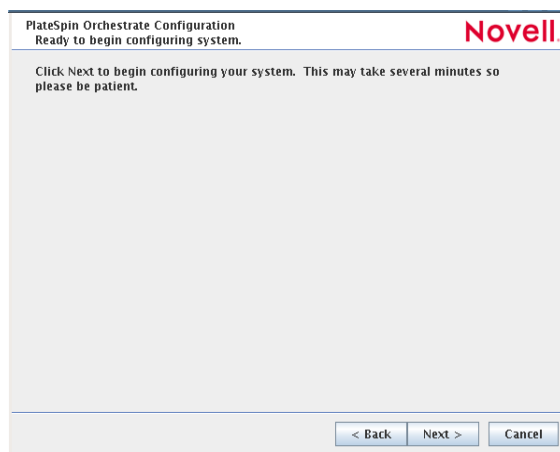 PlateSpin Orchestrate Configuration
Ready to begin configuring system.
Novell.
Click Next to begin configuring your system. This may take several minutes so
please be patient.
< Back Next > Cancel